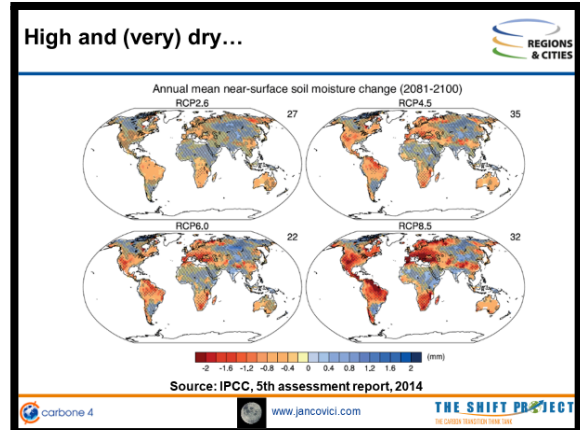 High and (very) dry…
REGIONS
& CITIES
Annual mean near-surface soil moisture change (2081-2100)
RCP2.6
27
RCP4.5
35
RCP6.0
22
RCP8.5
32
-2 -1.6 -1.2 -0.8 -0.4 0 0.4 0.8 1.2 1.6 2
(mm)
Source: IPCC, 5th assessment report, 2014
carbone 4
www.jancovici.com
THE SHIFT PROJECT
THE CARBON TRANSITION THINK TANK